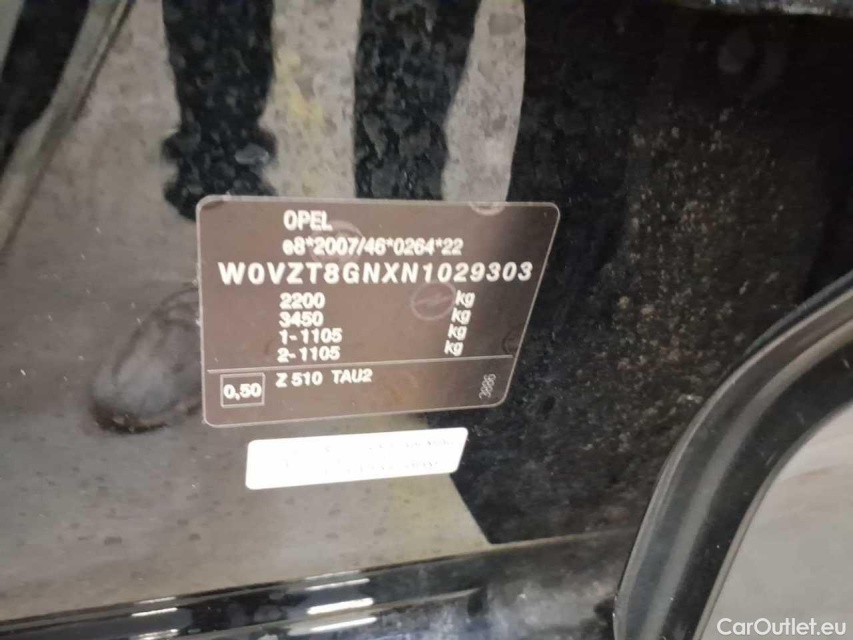 OPEL
e8*2007/46*0264*22
W0VZT8GNXN1029303
2200 kg
3450 kg
1-1105 kg
2-1105 kg
0,50 Z 510 TAU2
CarOutlet.eu